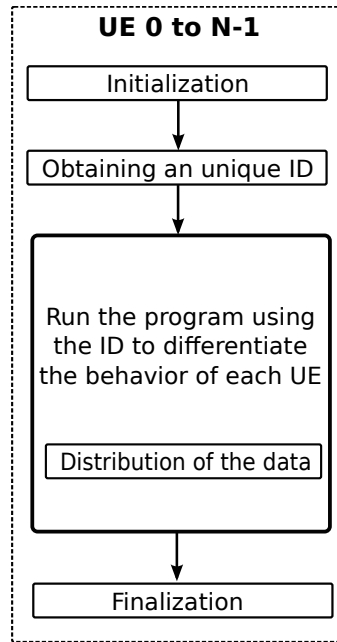 UE 0 to N-1
Initialization
Obtaining an unique ID
Run the program using
the ID to differentiate
the behavior of each UE
Distribution of the data
Finalization